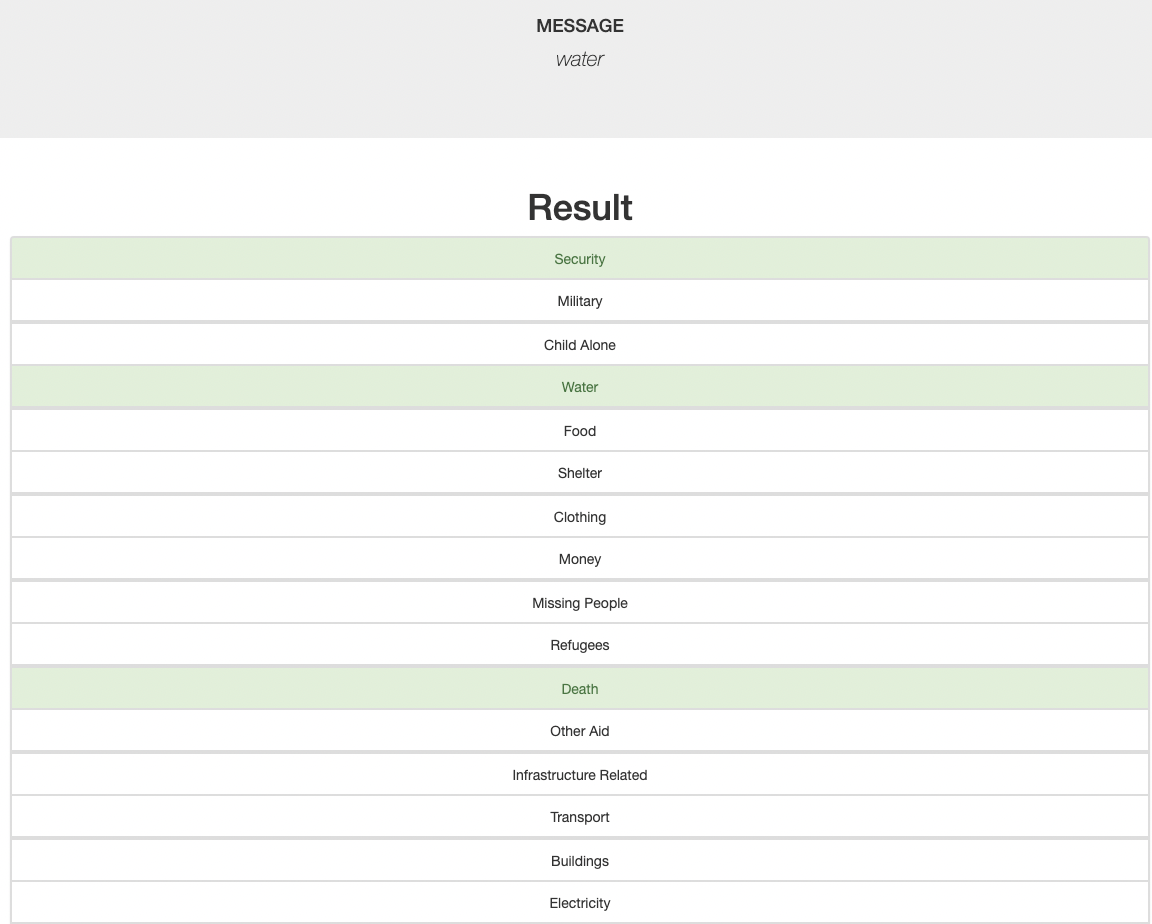 MESSAGE
water
Result
Security
Military
Child Alone
Water
Food
Shelter
Clothing
Money
Missing People
Refugees
Death
Other Aid
Infrastructure Related
Transport
Buildings
Electricity